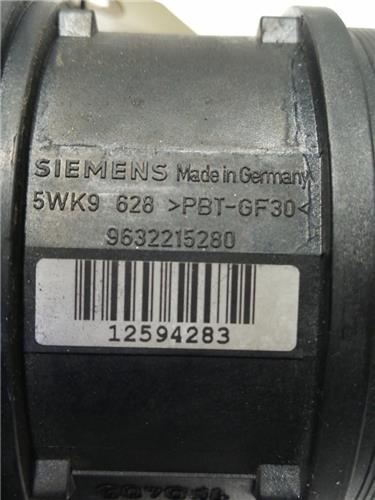 SIEMENS Made in Germany
5WK9 628 >PBT-GF30<
9632215280
12594283